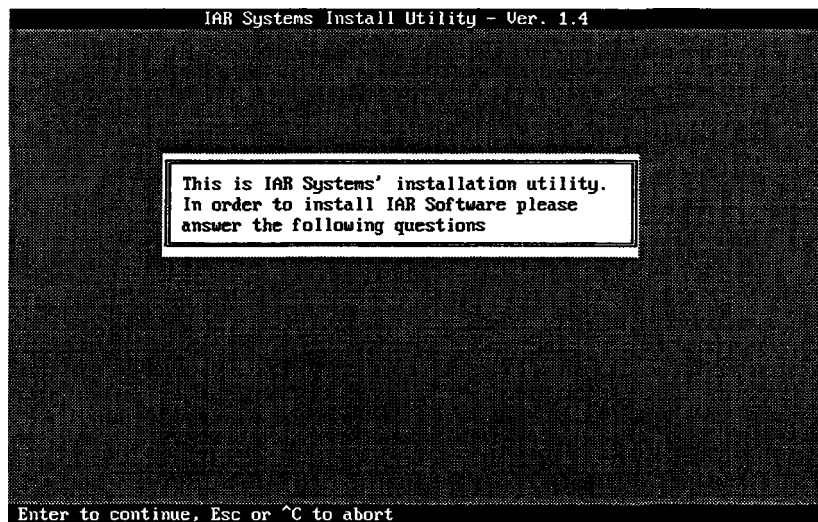 IAR Systems Install Utility - Ver. 1.4
This is IAR Systems' installation utility.
In order to install IAR Software please
answer the following questions
Enter to continue, Esc or ^C to abort